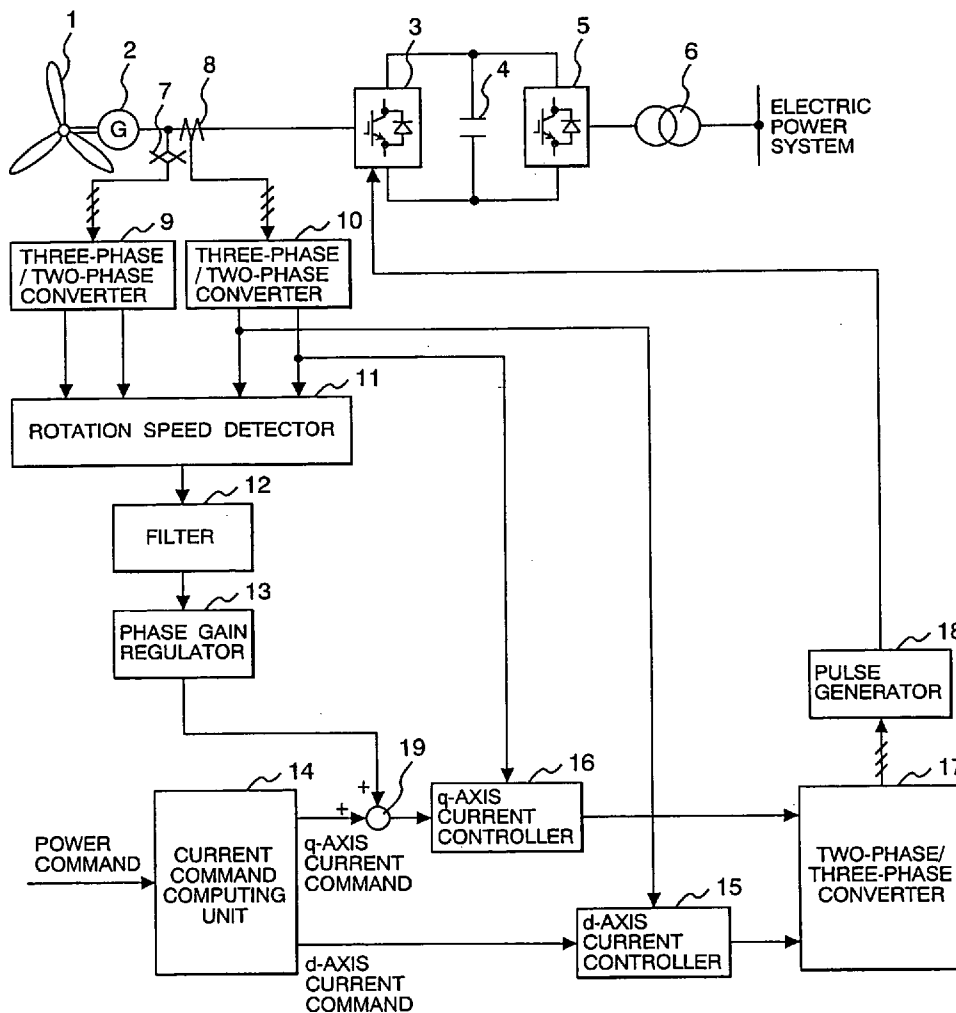 1
2
7
8
3
4
5
6
G
ELECTRIC
POWER
SYSTEM
9
THREE-PHASE
/TWO-PHASE
CONVERTER
10
THREE-PHASE
/TWO-PHASE
CONVERTER
11
ROTATION SPEED DETECTOR
12
FILTER
13
PHASE GAIN
REGULATOR
18
PULSE
GENERATOR
14
POWER
COMMAND
CURRENT
COMMAND
COMPUTING
UNIT
+
+
19
q-AXIS
CURRENT
COMMAND
16
q-AXIS
CURRENT
CONTROLLER
17
TWO-PHASE/
THREE-PHASE
CONVERTER
15
d-AXIS
CURRENT
CONTROLLER
d-AXIS
CURRENT
COMMAND